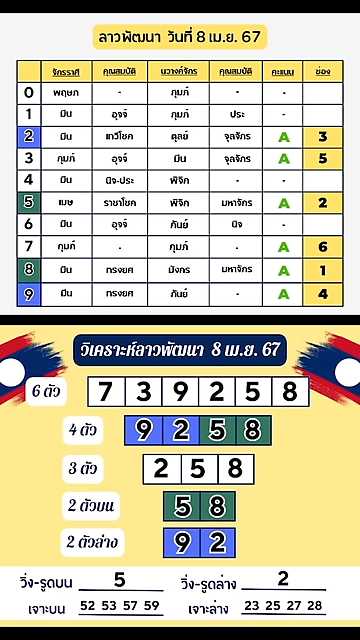 ลาวพัฒนา วันที่ 8 เม.ย. 67
จักรราศี คุณสมบัติ นวางค์จักร คุณสมบัติ คะแนน ช่อง
0 พฤษภ - กุมภ์ - -
1 มีน อุจจ์ กุมภ์ ประ -
2 มีน เทวีโชค ตุลย์ จุลจักร A 3
3 กุมภ์ อุจจ์ มีน จุลจักร A 5
4 มีน นิจ-ประ พิจิก - -
5 เมษ ราชาโชค พิจิก มหาจักร A 2
6 มีน อุจจ์ กันย์ นิจ -
7 กุมภ์ - กุมภ์ - A 6
8 มีน ทรงยศ มังกร มหาจักร A 1
9 มีน ทรงยศ กันย์ - A 4
วิเคราะห์ลาวพัฒนา 8 เม.ย. 67
6 ตัว 7 3 9 2 5 8
4 ตัว 9 2 5 8
3 ตัว 2 5 8
2 ตัวบน 5 8
2 ตัวล่าง 9 2
วิ่ง-รูดบน 5 วิ่ง-รูดล่าง 2
เจาะบน 52 53 57 59 เจาะล่าง 23 25 27 28